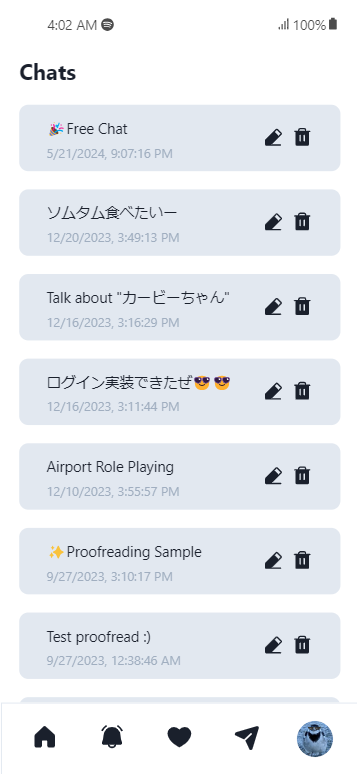 4:02 AM
100%
Chats
🎉Free Chat
5/21/2024, 9:07:16 PM
ソムタム食べたいー
12/20/2023, 3:49:13 PM
Talk about "カービーちゃん"
12/16/2023, 3:16:29 PM
ログイン実装できたぜ😎😎
12/16/2023, 3:11:44 PM
Airport Role Playing
12/10/2023, 3:55:57 PM
✨Proofreading Sample
9/27/2023, 3:10:17 PM
Test proofread :)
9/27/2023, 12:38:46 AM